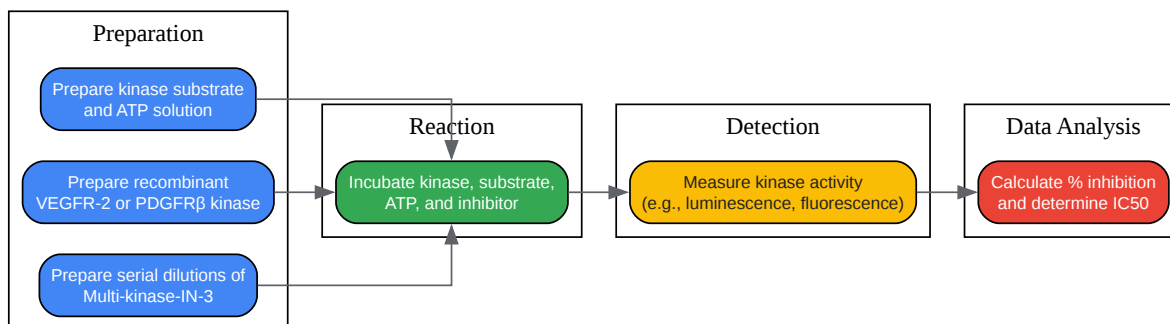 Preparation
Prepare kinase substrate
and ATP solution
Prepare recombinant
VEGFR-2 or PDGFRβ kinase
Prepare serial dilutions of
Multi-kinase-IN-3
Reaction
Incubate kinase, substrate,
ATP, and inhibitor
Detection
Measure kinase activity
(e.g., luminescence, fluorescence)
Data Analysis
Calculate % inhibition
and determine IC50